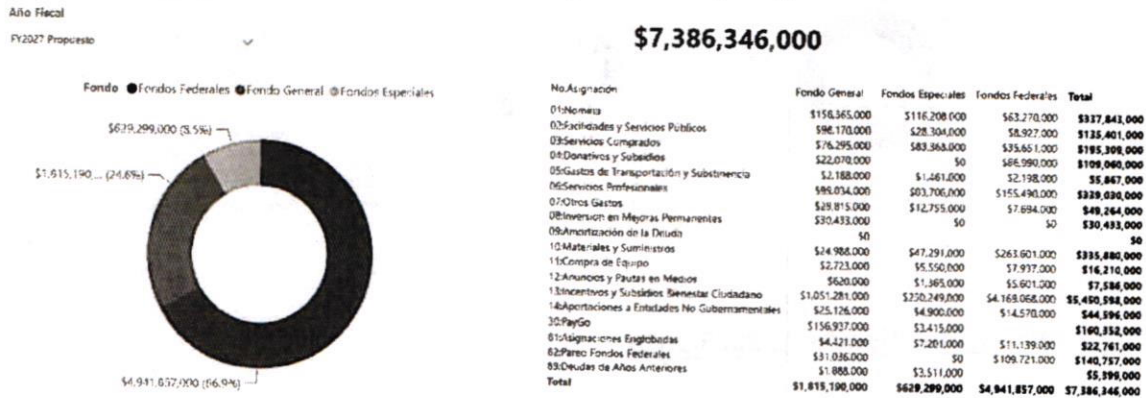 Año Fiscal
FY2027 Propuesto
$7,386,346,000
Fondo Fondos Federales Fondo General Fondos Especiales
$629,299,000 (8.5%)
$1,815,190,... (24.6%)
$4,941,857,000 (66.9%)
No.Asignación Fondo General Fondos Especiales Fondos Federales Total
01:Nomina $158,365,000 $116,208,000 $63,270,000 $337,843,000
02:Facilidades y Servicios Públicos $98,170,000 $28,304,000 $8,927,000 $135,401,000
03:Servicios Comprados $76,295,000 $83,363,000 $35,651,000 $195,309,000
04:Donativos y Subsidios $22,070,000 $0 $86,990,000 $109,060,000
05:Gastos de Transportación y Subsistencia $2,188,000 $1,481,000 $2,198,000 $5,867,000
06:Servicios Profesionales $155,490,000 $339,030,000
07:Otros Gastos $28,815,000 $12,755,000 $7,694,000 $49,264,000
08:Inversion en Mejoras Permanentes $30,433,000 $0 $0 $30,433,000
09:Amortización de la Deuda $0 $0
10:Materiales y Suministros $24,988,000 $47,291,000 $263,601,000 $335,880,000
11:Compra de Equipo $2,723,000 $5,550,000 $7,937,000 $16,210,000
12:Anuncios y Pautas en Medios $620,000 $1,365,000 $5,601,000 $7,586,000
13:Incentivos y Subsidios Bienestar Ciudadano $1,051,281,000 $230,249,000 $4,169,068,000 $5,450,598,000
14:Aportaciones a Entidades No Gubernamentales $25,126,000 $4,900,000 $14,570,000 $44,596,000
30:PayGo $156,937,000 $3,415,000 $160,352,000
81:Asignaciones Englobadas $4,421,000 $7,201,000 $11,139,000 $22,761,000
82:Pareo Fondos Federales $31,036,000 $0 $109,721,000 $140,757,000
89:Deudas de Años Anteriores $1,888,000 $3,511,000 $5,399,000
Total $1,815,190,000 $629,299,000 $4,941,857,000 $7,386,346,000